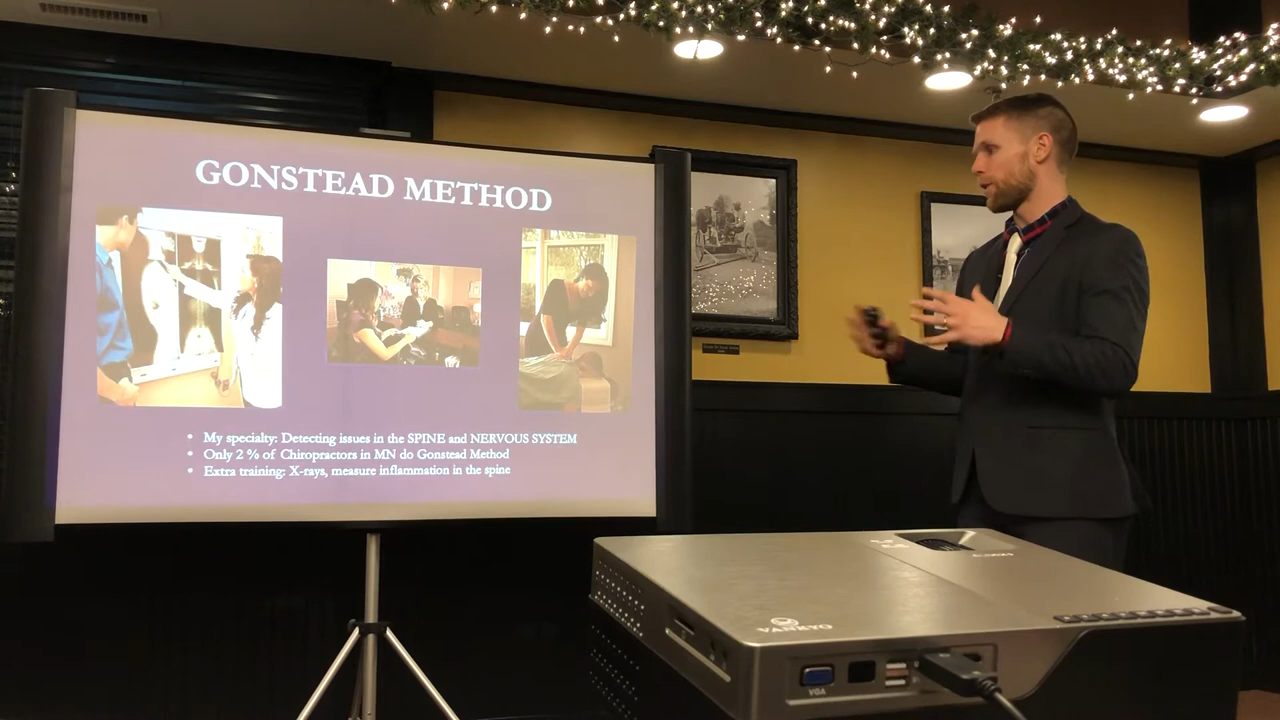 GONSTEAD METHOD
• My specialty: Detecting issues in the SPINE and NERVOUS SYSTEM
• Only 2 % of Chiropractors in MN do Gonstead Method
• Extra training: X-rays, measure inflammation in the spine
VANKYO
VGA